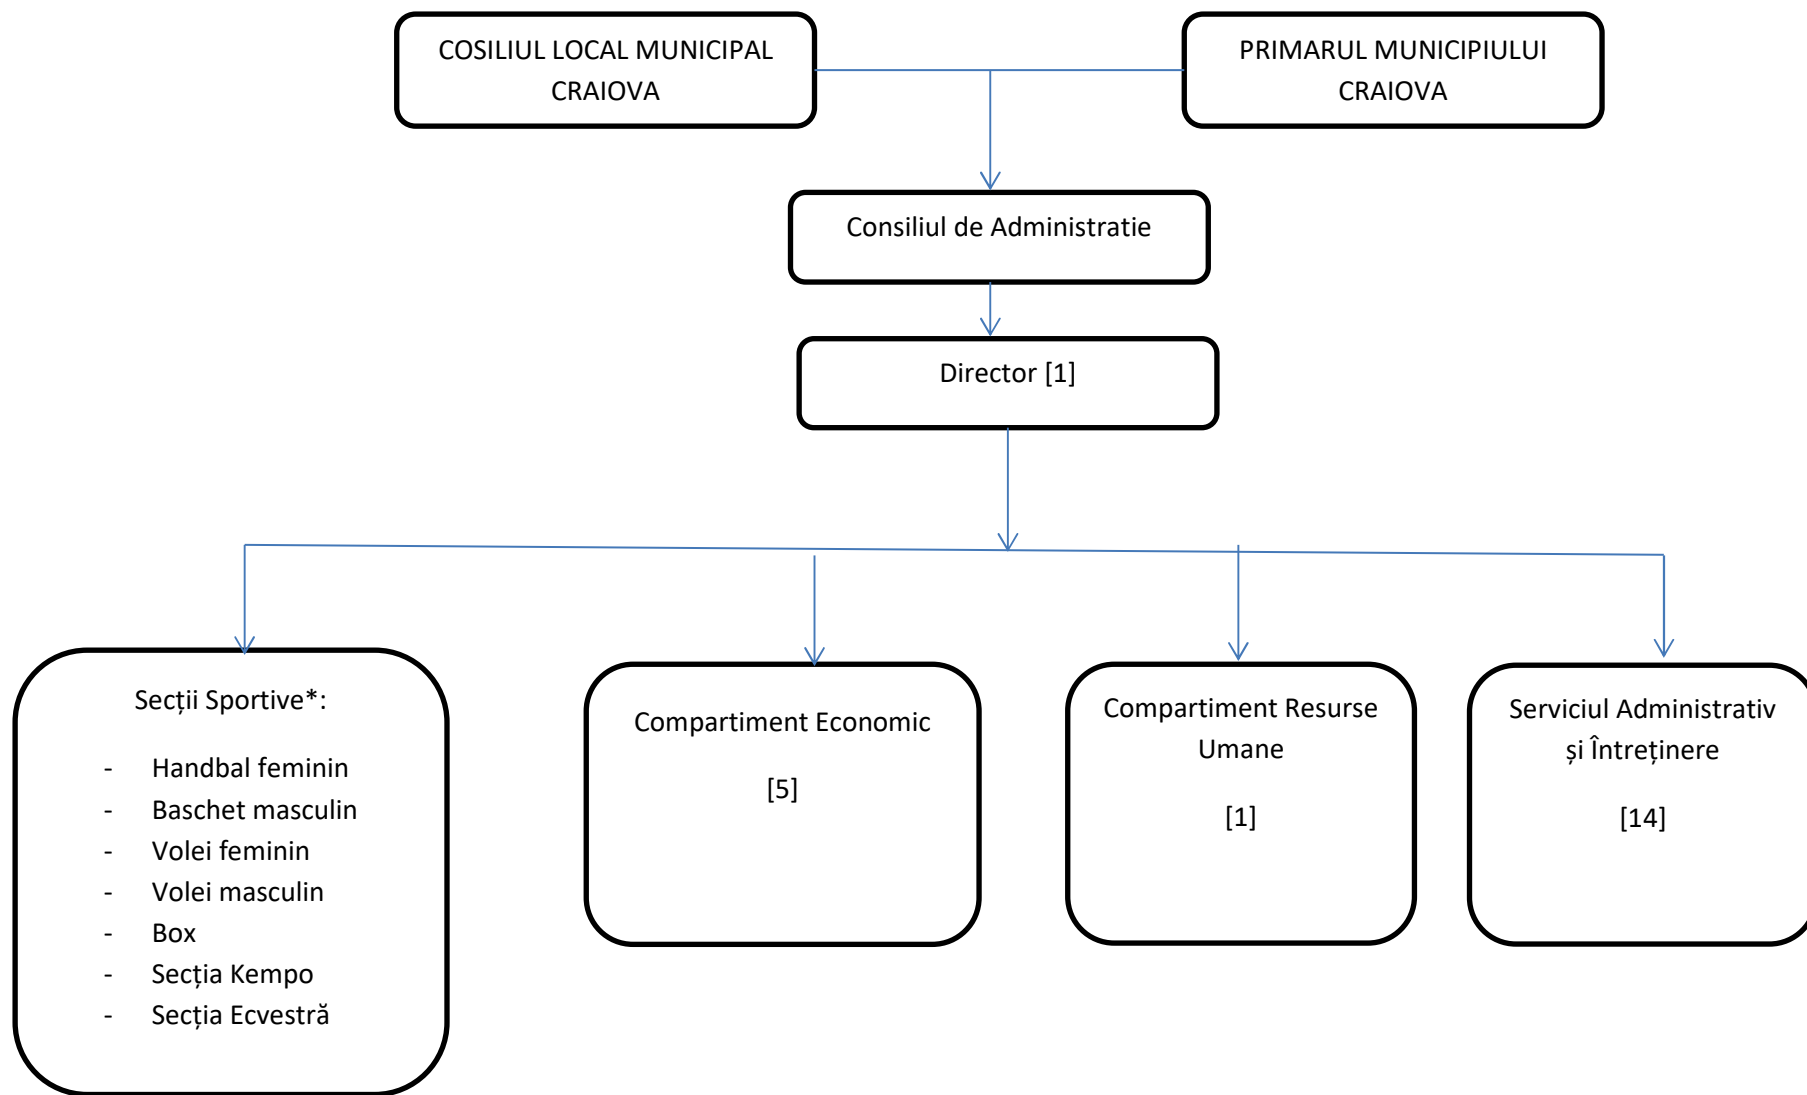 COSILIUL LOCAL MUNICIPAL
CRAIOVA
PRIMARUL MUNICIPIULUI
CRAIOVA
Consiliul de Administratie
Director [1]
Secții Sportive*:
- Handbal feminin
- Baschet masculin
- Volei feminin
- Volei masculin
- Box
- Secția Kempo
- Secția Ecvestră
Compartiment Economic
[5]
Compartiment Resurse
Umane
[1]
Serviciul Administrativ
și Întreținere
[14]